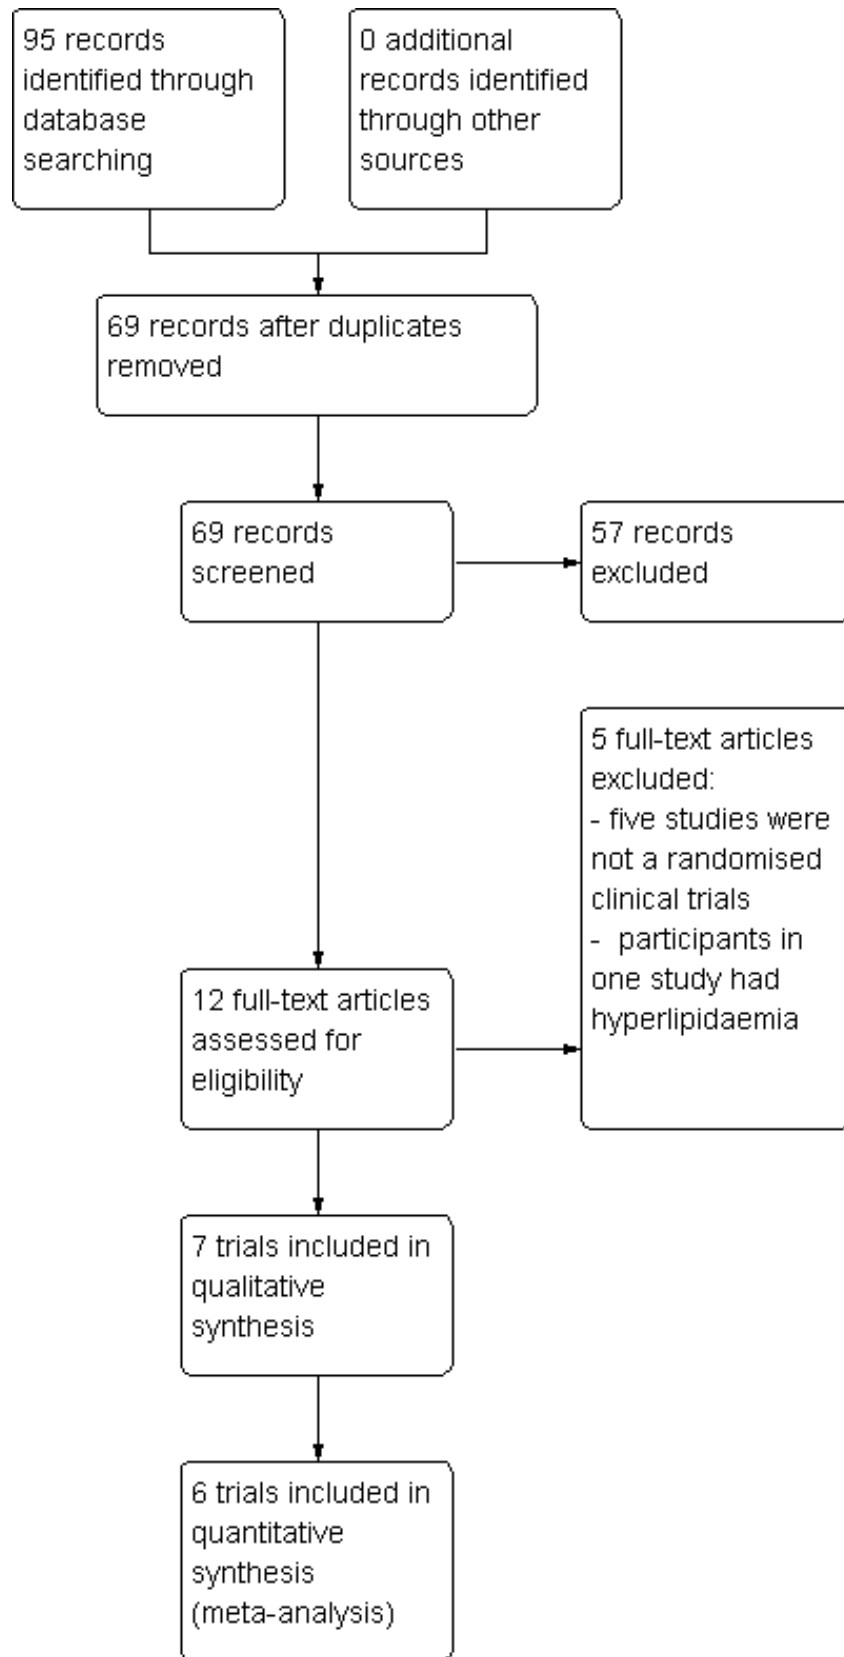 95 records
identified through
database
searching
0 additional
records identified
through other
sources
69 records after duplicates
removed
69 records
screened
57 records
excluded
5 full-text articles
excluded:
- five studies were
not a randomised
clinical trials
- participants in
one study had
hyperlipidaemia
12 full-text articles
assessed for
eligibility
7 trials included in
qualitative
synthesis
6 trials included in
quantitative
synthesis
(meta-analysis)